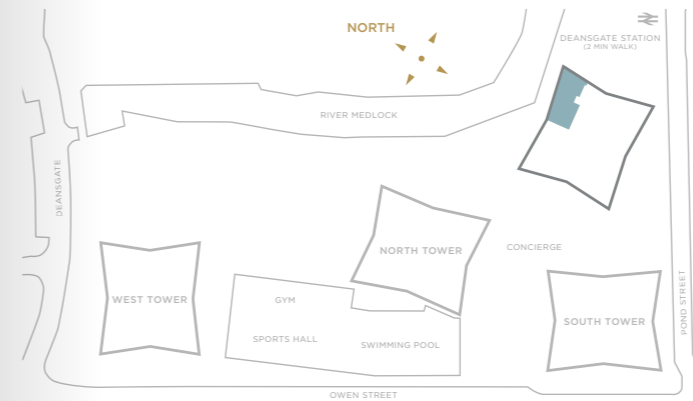 NORTH
DEANSGATE STATION
(2 MIN WALK)
RIVER MEDLOCK
DEANSGATE
NORTH TOWER
CONCIERGE
WEST TOWER
GYM
SOUTH TOWER
POND STREET
SPORTS HALL
SWIMMING POOL
OWEN STREET